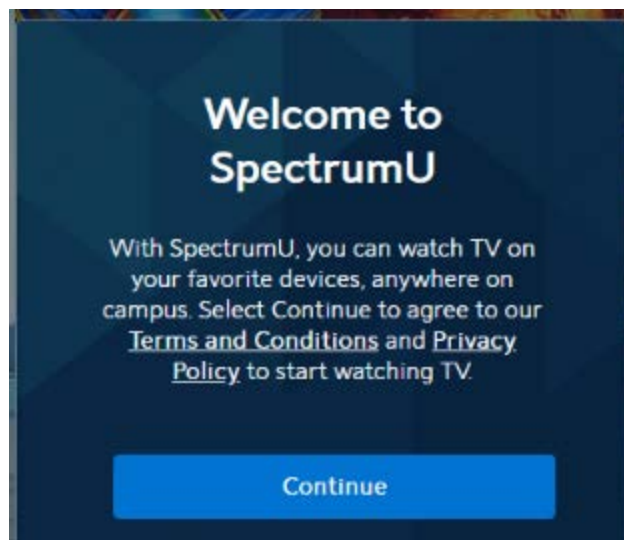 Welcome to
SpectrumU
With SpectrumU, you can watch TV on
your favorite devices, anywhere on
campus. Select Continue to agree to our
Terms and Conditions and Privacy
Policy to start watching TV.
Continue